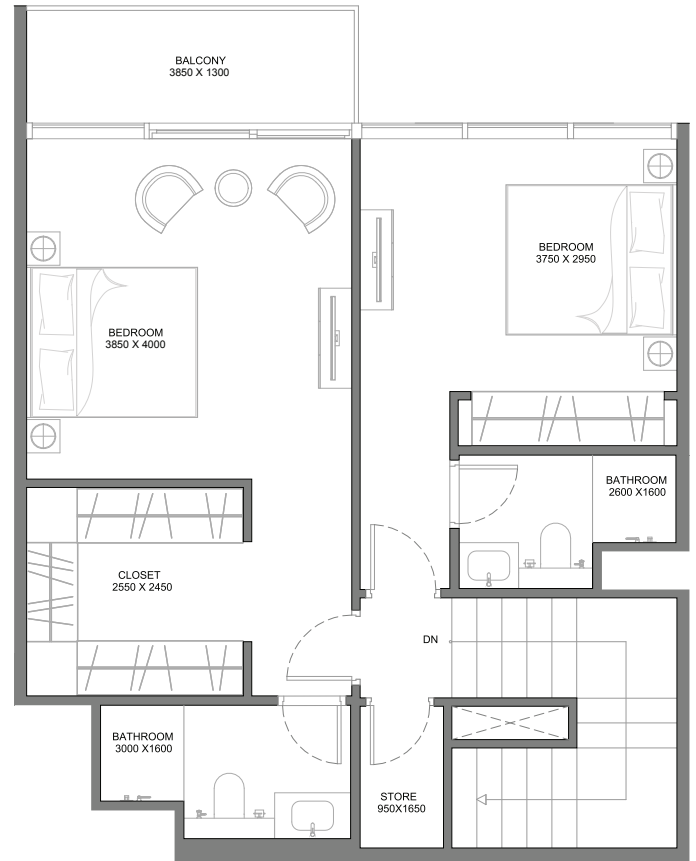 BALCONY
3850 X 1300
BEDROOM
3750 X 2950
BEDROOM
3850 X 4000
BATHROOM
2600 X1600
CLOSET
2550 X 2450
DN
BATHROOM
3000 X1600
STORE
950X1650